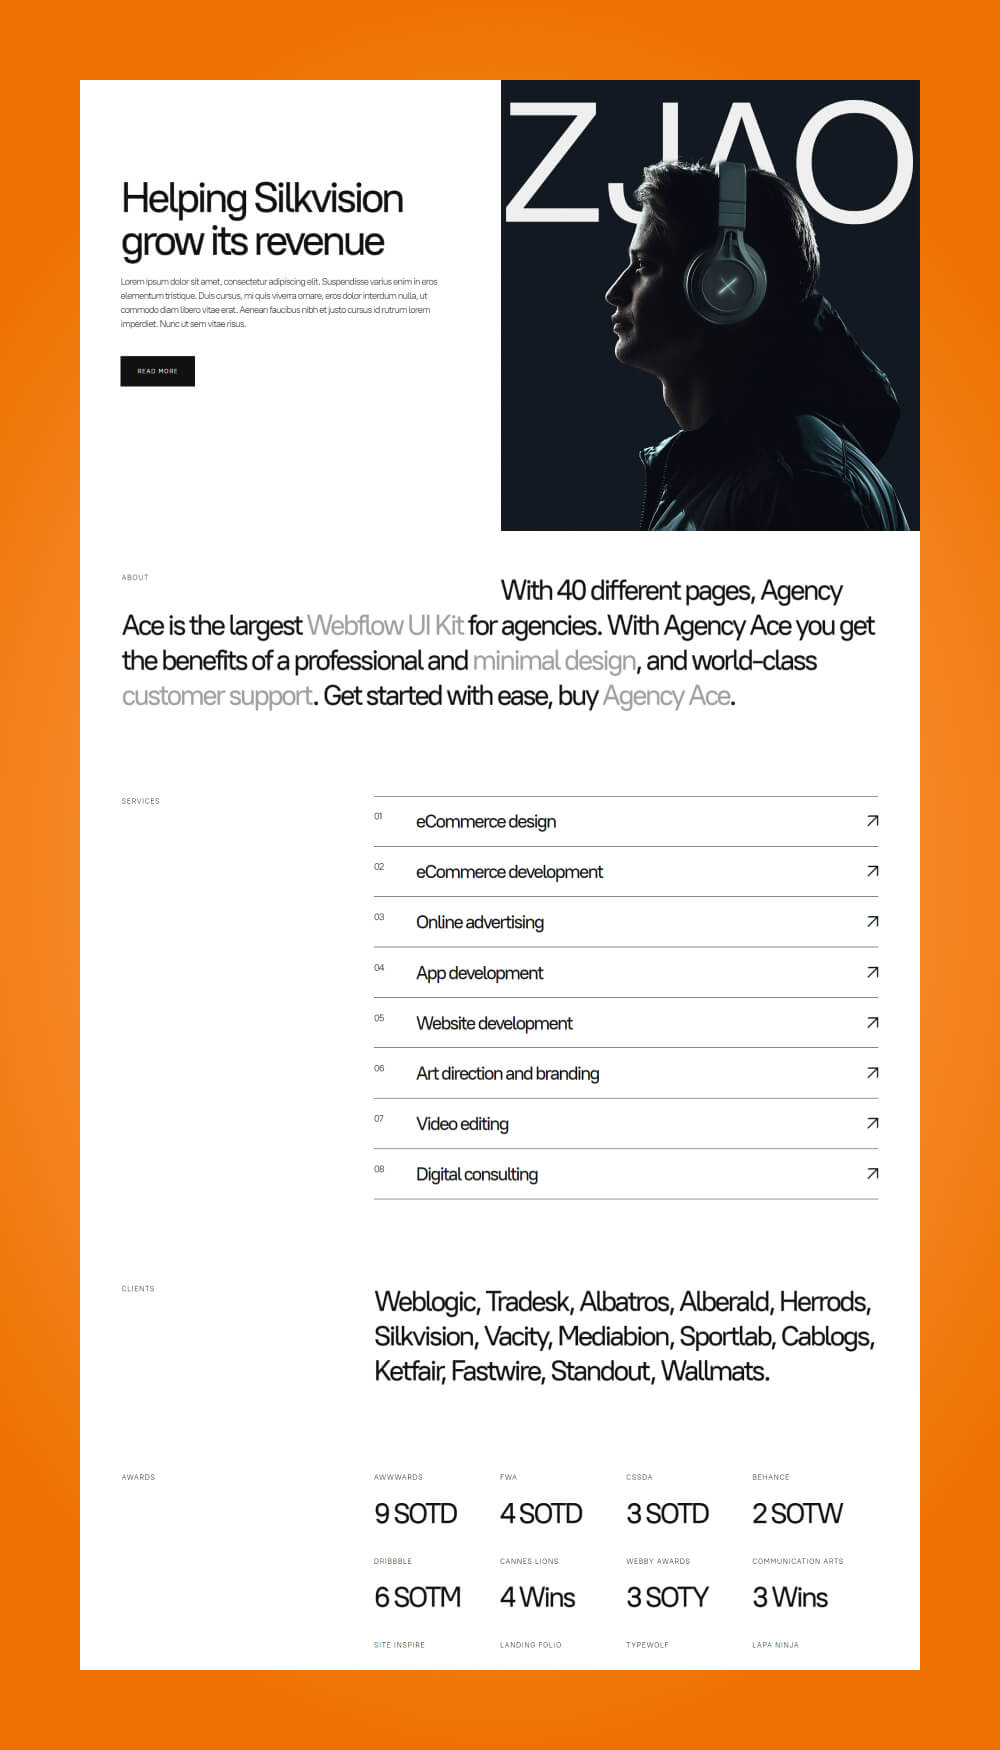 ZJAO
Helping Silkvision
grow its revenue
Lorem ipsum dolor sit amet, consectetur adipiscing elit. Suspendisse varius enim in eros
elementum tristique. Duis cursus, mi quis viverra ornare, eros dolor interdum nulla, ut
commodo diam libero vitae erat. Aenean faucibus nibh et justo cursus id rutrum lorem
imperdiet. Nunc ut sem vitae risus.
READ MORE
ABOUT
With 40 different pages, Agency
Ace is the largest Webflow UI Kit for agencies. With Agency Ace you get
the benefits of a professional and minimal design, and world-class
customer support. Get started with ease, buy Agency Ace.
SERVICES
01 eCommerce design
02 eCommerce development
03 Online advertising
04 App development
05 Website development
06 Art direction and branding
07 Video editing
08 Digital consulting
CLIENTS
Weblogic, Tradesk, Albatros, Alberald, Herrods,
Silkvision, Vacity, Mediabion, Sportlab, Cablogs,
Ketfair, Fastwire, Standout, Wallmats.
AWARDS
AWWWARDS FWA CSSDA BEHANCE
9 SOTD 4 SOTD 3 SOTD 2 SOTW
DRIBBBLE CANNES LIONS WEBBY AWARDS COMMUNICATION ARTS
6 SOTM 4 Wins 3 SOTY 3 Wins
SITE INSPIRE LANDING FOLIO TYPEWOLF LAPA NINJA